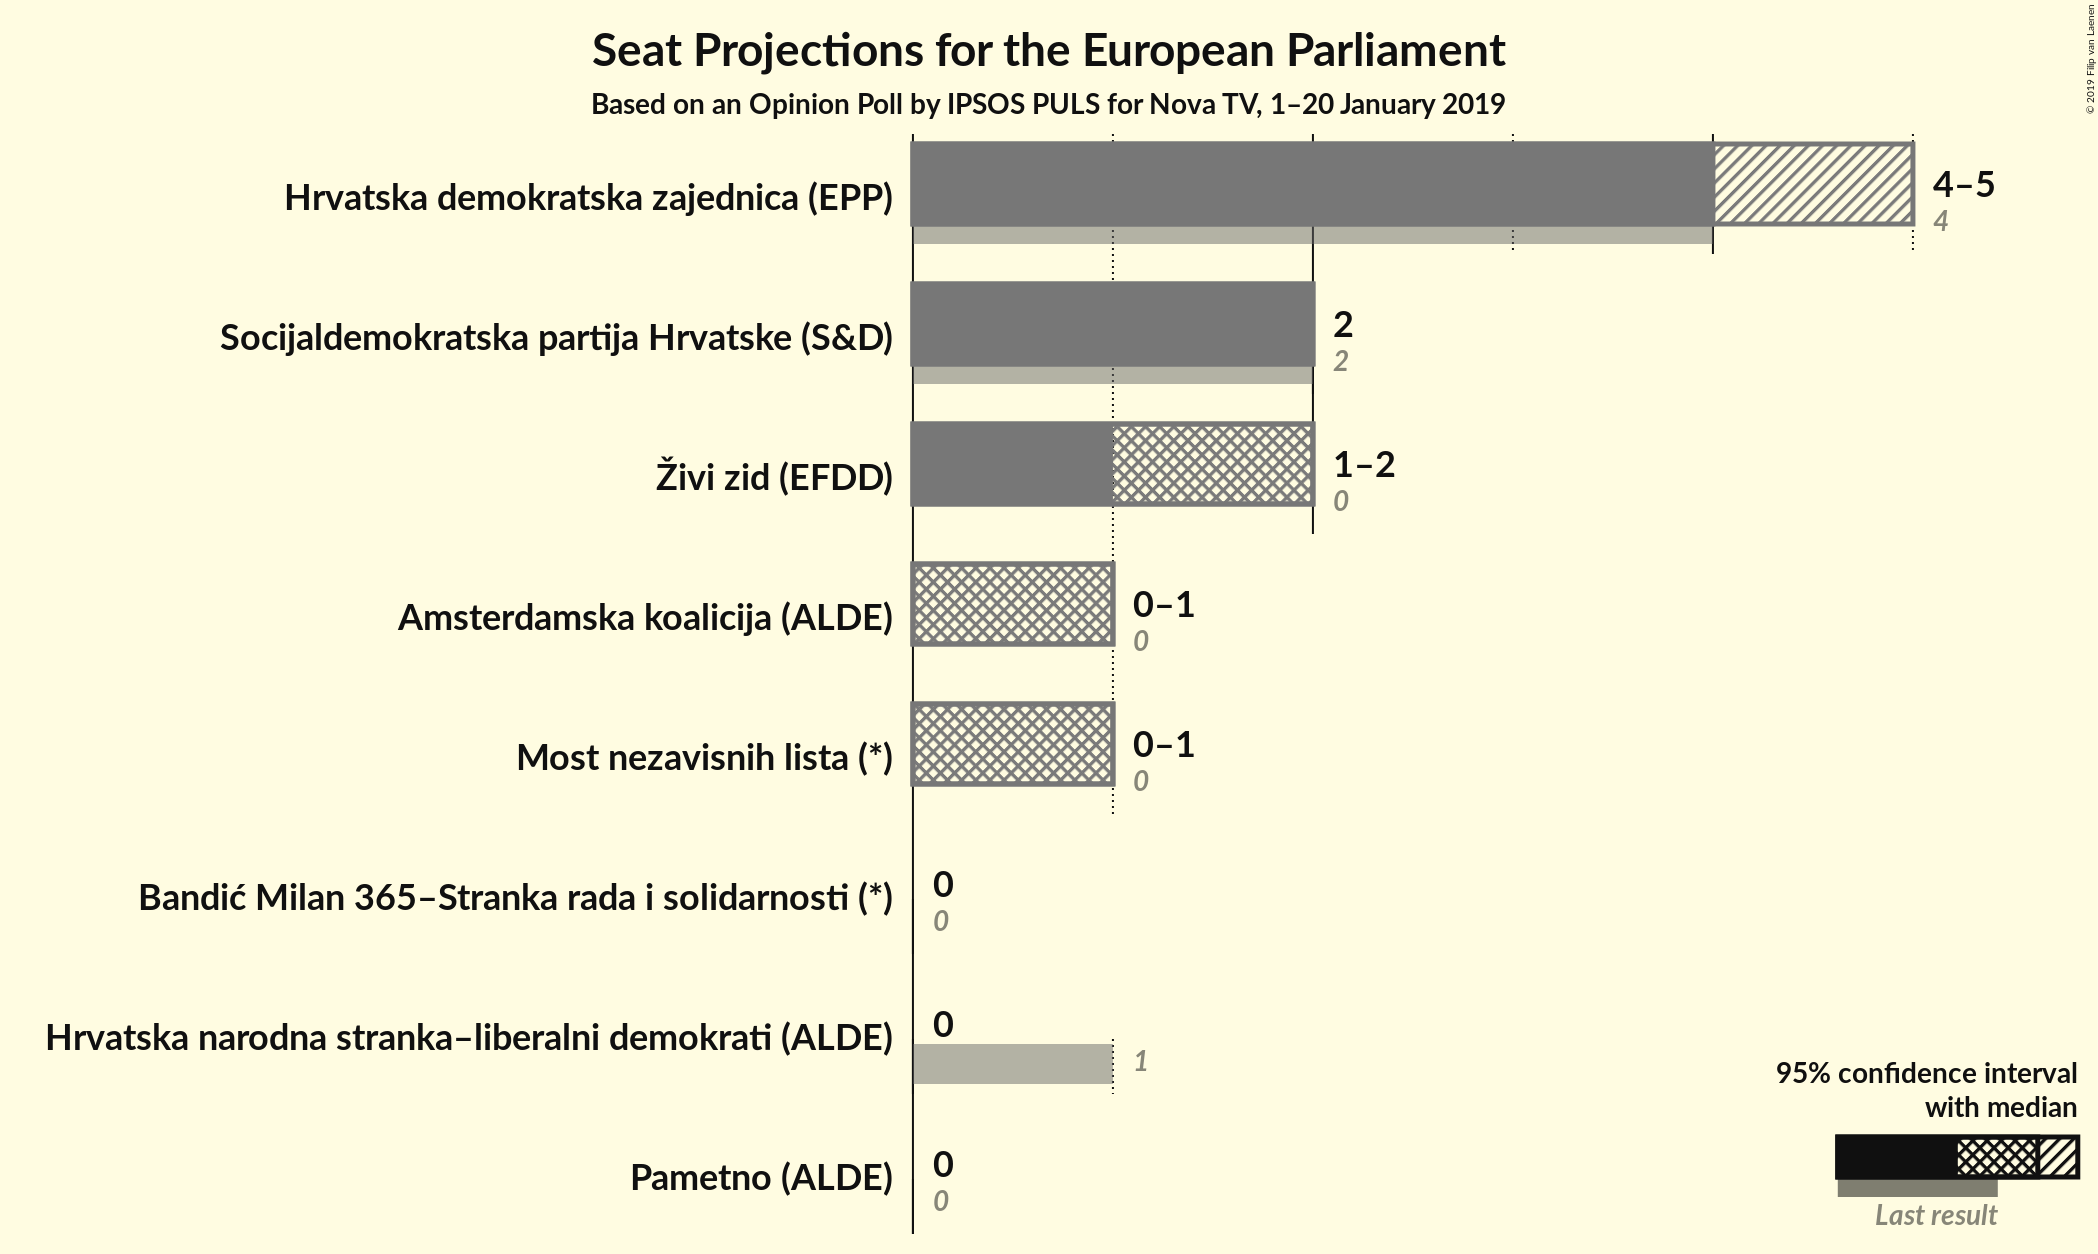 Seat Projections for the European Parliament
Based on an Opinion Poll by IPSOS PULS for Nova TV, 1–20 January 2019
© 2019 Filip van Laenen
Hrvatska demokratska zajednica (EPP)
4–5
4
Socijaldemokratska partija Hrvatske (S&D)
2
2
Živi zid (EFDD)
1–2
0
Amsterdamska koalicija (ALDE)
0–1
0
Most nezavisnih lista (*)
0–1
0
Bandić Milan 365–Stranka rada i solidarnosti (*)
0
0
Hrvatska narodna stranka–liberalni demokrati (ALDE)
0
1
Pametno (ALDE)
0
0
95% confidence interval
with median
Last result